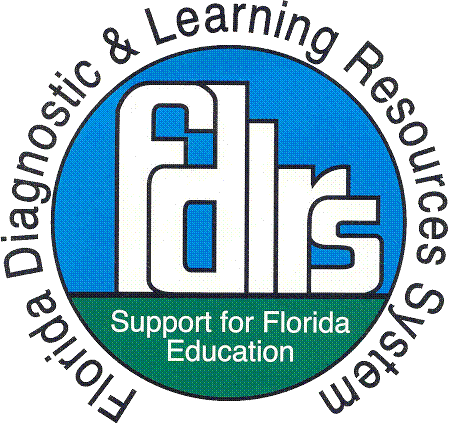 Florida Diagnostic & Learning Resources System
fdlrs
Support for Florida
Education